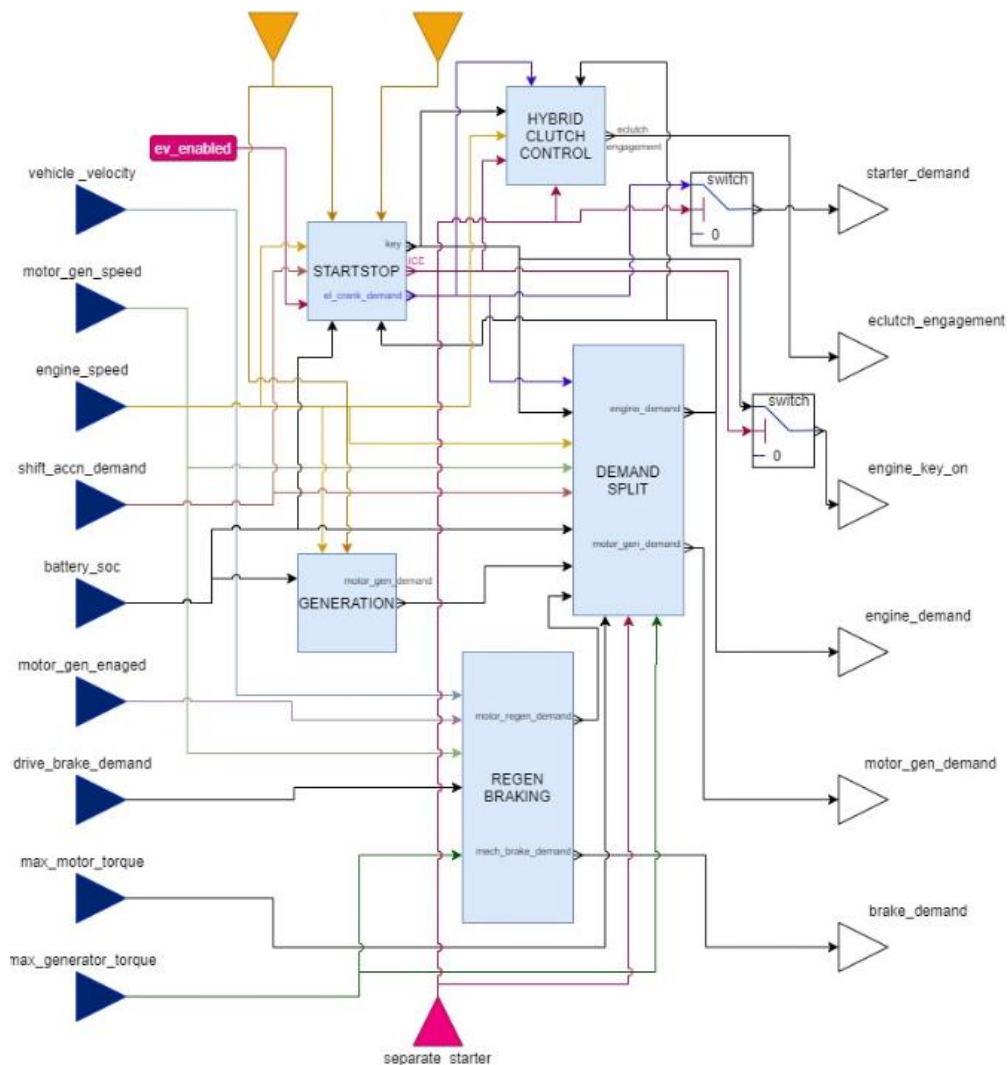 HYBRID
CLUTCH
CONTROL
eclutch
engagement
ev_enabled
vehicle _velocity
switch
0
starter_demand
key
STARTSTOP
ICE
el_crank_demand
motor_gen_speed
eclutch_engagement
engine_speed
switch
0
engine_demand
DEMAND
SPLIT
motor_gen_demand
shift_accn_demand
engine_key_on
battery_soc
motor_gen_demand
GENERATION
engine_demand
motor_gen_enaged
motor_regen_demand
REGEN
BRAKING
mech_brake_demand
drive_brake_demand
motor_gen_demand
max_motor_torque
brake_demand
max_generator_torque
separate_starter